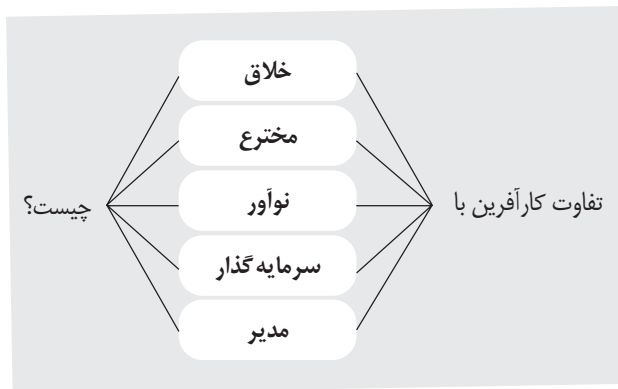 تفاوت کارآفرین با
خلاق
مخترع
نوآور
سرمایه‌گذار
مدیر
چیست؟